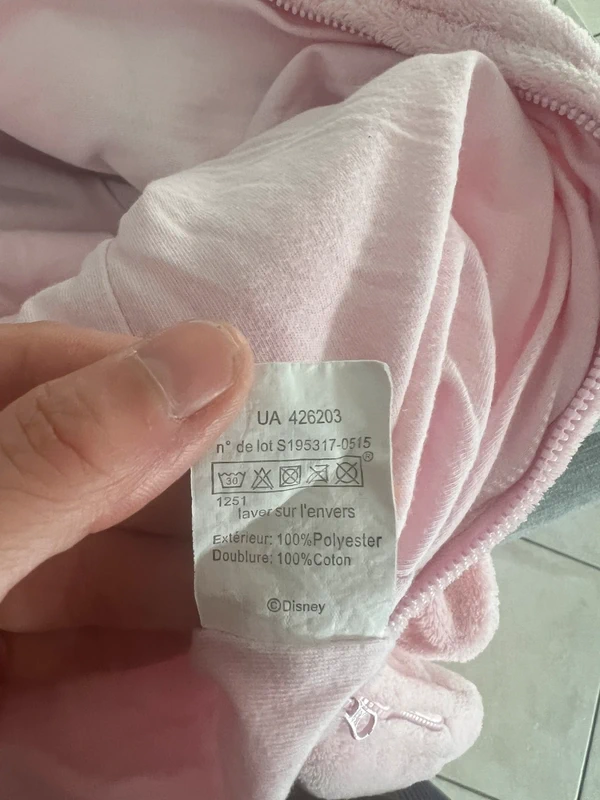 UA 426203
n° de lot S195317-0515
30
®
1251
laver sur l'envers
Extérieur: 100%Polyester
Doublure: 100%Coton
©Disney